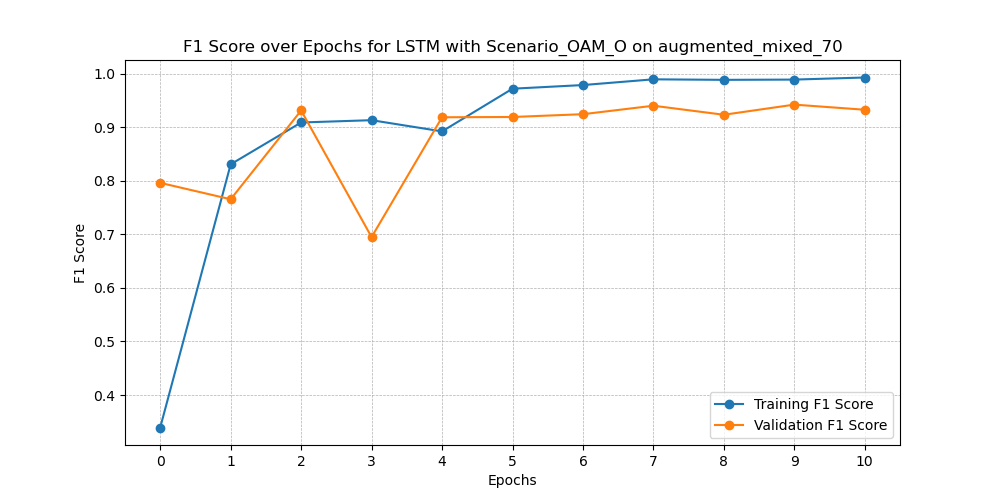 F1 Score over Epochs for LSTM with Scenario_OAM_O on augmented_mixed_70
F1 Score
1.0
0.9
0.8
0.7
0.6
0.5
0.4
Training F1 Score
Validation F1 Score
0 1 2 3 4 5 6 7 8 9 10
Epochs